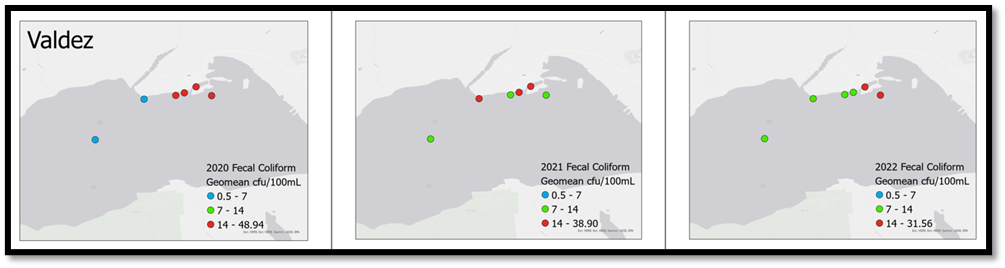 Valdez
2020 Fecal Coliform
Geomean cfu/100mL
0.5 - 7
7 - 14
14 - 48.94
2021 Fecal Coliform
Geomean cfu/100mL
0.5 - 7
7 - 14
14 - 38.90
2022 Fecal Coliform
Geomean cfu/100mL
0.5 - 7
7 - 14
14 - 31.56